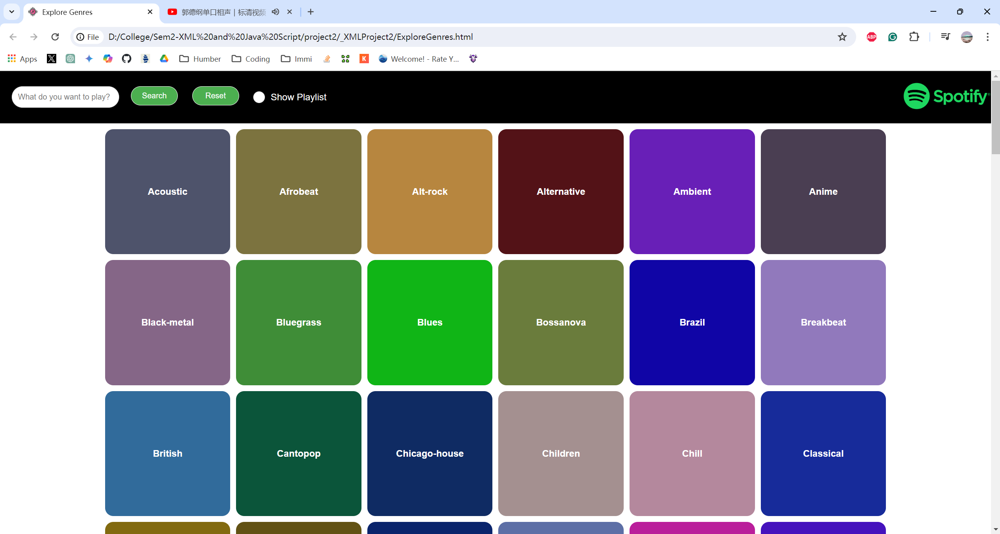 Explore Genres
郭德纲单口相声 | 标清视频
File
D:/College/Sem2-XML%20and%20Java%20Script/project2/_XMLProject2/ExploreGenres.html
ABP
Apps
Humber
Coding
Immi
K
Welcome! - Rate Y...
What do you want to play?
Search
Reset
Show Playlist
Spotify®
Acoustic
Afrobeat
Alt-rock
Alternative
Ambient
Anime
Black-metal
Bluegrass
Blues
Bossanova
Brazil
Breakbeat
British
Cantopop
Chicago-house
Children
Chill
Classical